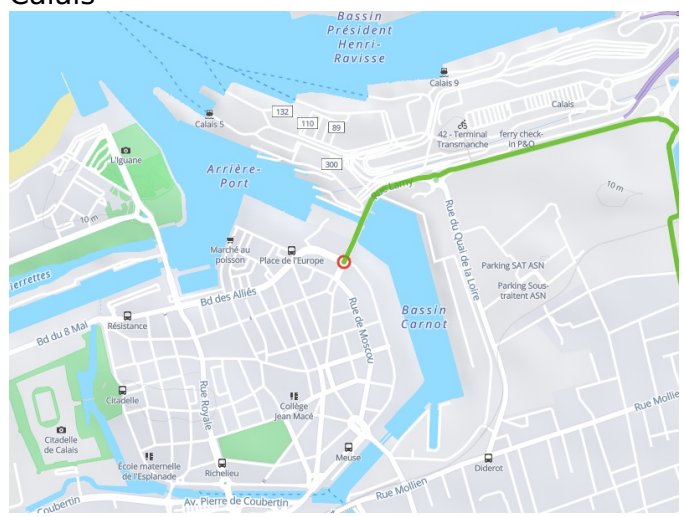 Calais
Bassin
Président
Henri-
Ravisse
Calais 9
Calais 5
132
110
89
Calais
42 - Terminal
Transmanche
ferry check-
in P&O
L'Iguane
300
Arrière-
Port
Rue Lamy
10 m
10 m
Rue du Quai de la Loire
Marché au
poisson
Place de l'Europe
Parking SAT ASN
Parking Sous-
traitent ASN
Pierrettes
Bd des Alliés
Bassin
Carnot
Rue de Moscou
Bd du 8 Mai
Résistance
Rue Royale
Citadelle
Collège
Jean Macé
Rue Mollien
Citadelle
de Calais
École maternelle
de l'Esplanade
Richelieu
Meuse
Diderot
Rue Mollien
Coubertin
Av. Pierre de Coubertin